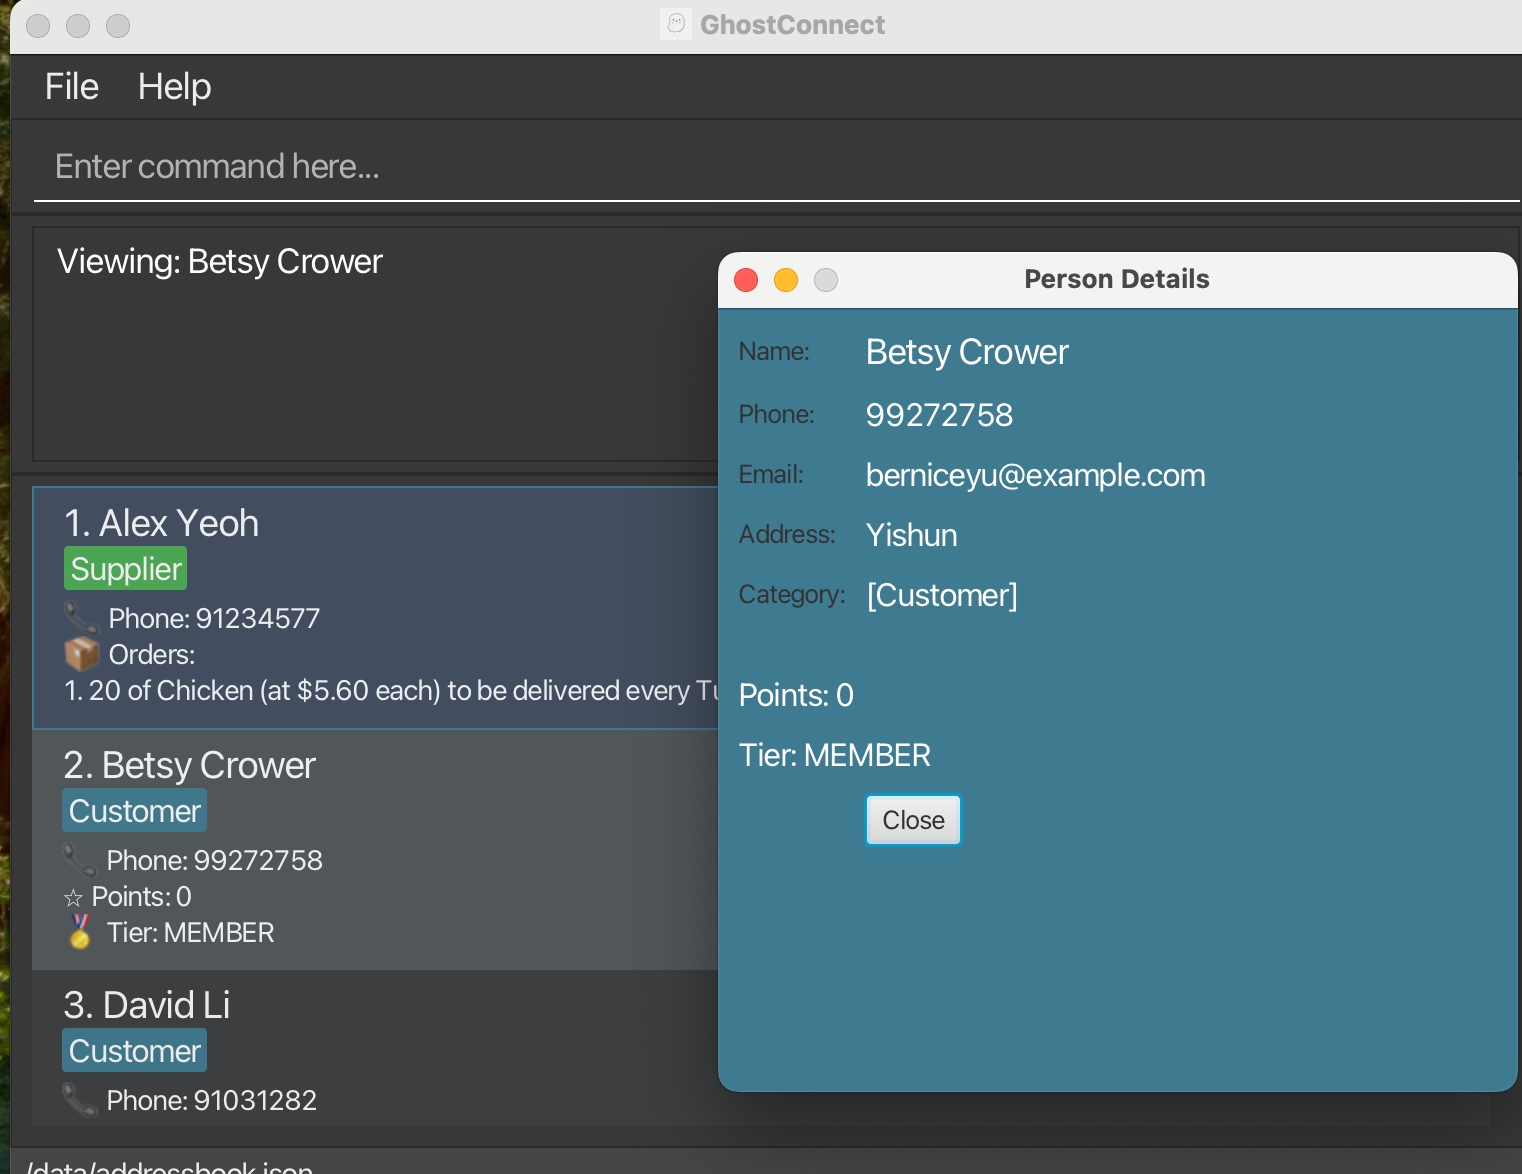 GhostConnect
File Help
Enter command here...
Viewing: Betsy Crower
1. Alex Yeoh
Supplier
Phone: 91234577
Orders:
1. 20 of Chicken (at $5.60 each) to be delivered every
2. Betsy Crower
Customer
Phone: 99272758
☆ Points: 0
Tier: MEMBER
3. David Li
Customer
Phone: 91031282
/data/addressbook.json
Person Details
Name: Betsy Crower
Phone: 99272758
Email: berniceyu@example.com
Address: Yishun
Category: [Customer]
Points: 0
Tier: MEMBER
Close